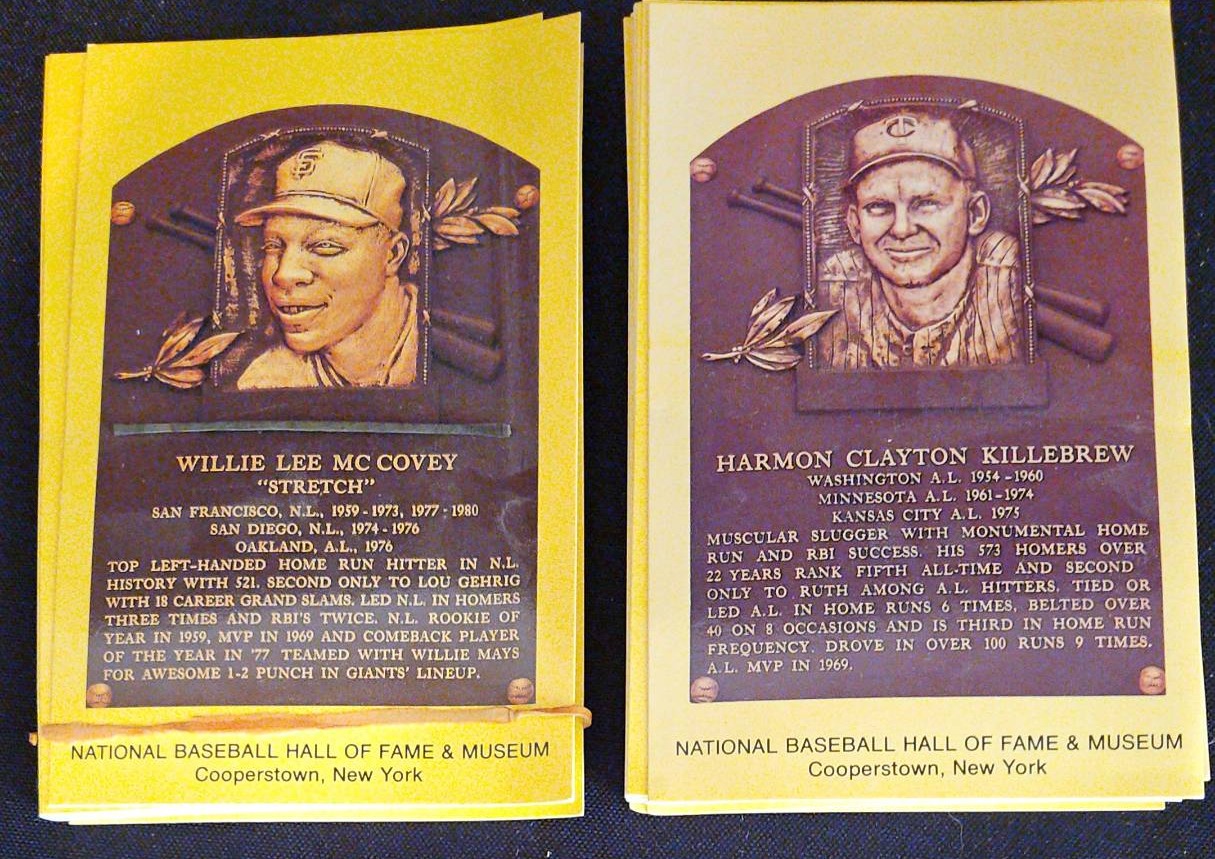 SF
WILLIE LEE MC COVEY
"STRETCH"
SAN FRANCISCO, N.L., 1959-1973, 1977-1980
SAN DIEGO, N.L., 1974-1976
OAKLAND, A.L., 1976
TOP LEFT-HANDED HOME RUN HITTER IN N.L.
HISTORY WITH 521. SECOND ONLY TO LOU GEHRIG
WITH 18 CAREER GRAND SLAMS. LED N.L. IN HOMERS
THREE TIMES AND RBI'S TWICE. N.L. ROOKIE OF
YEAR IN 1959, MVP IN 1969 AND COMEBACK PLAYER
OF THE YEAR IN '77 TEAMED WITH WILLIE MAYS
FOR AWESOME 1-2 PUNCH IN GIANTS' LINEUP.
NATIONAL BASEBALL HALL OF FAME & MUSEUM
Cooperstown, New York
TC
HARMON CLAYTON KILLEBREW
WASHINGTON A.L. 1954-1960
MINNESOTA A.L. 1961-1974
KANSAS CITY A.L. 1975
MUSCULAR SLUGGER WITH MONUMENTAL HOME
RUN AND RBI SUCCESS. HIS 573 HOMERS OVER
22 YEARS RANK FIFTH ALL-TIME AND SECOND
ONLY TO RUTH AMONG A.L. HITTERS. TIED OR
LED A.L. IN HOME RUNS 6 TIMES, BELTED OVER
40 ON 8 OCCASIONS AND IS THIRD IN HOME RUN
FREQUENCY. DROVE IN OVER 100 RUNS 9 TIMES.
A.L. MVP IN 1969.
NATIONAL BASEBALL HALL OF FAME & MUSEUM
Cooperstown, New York